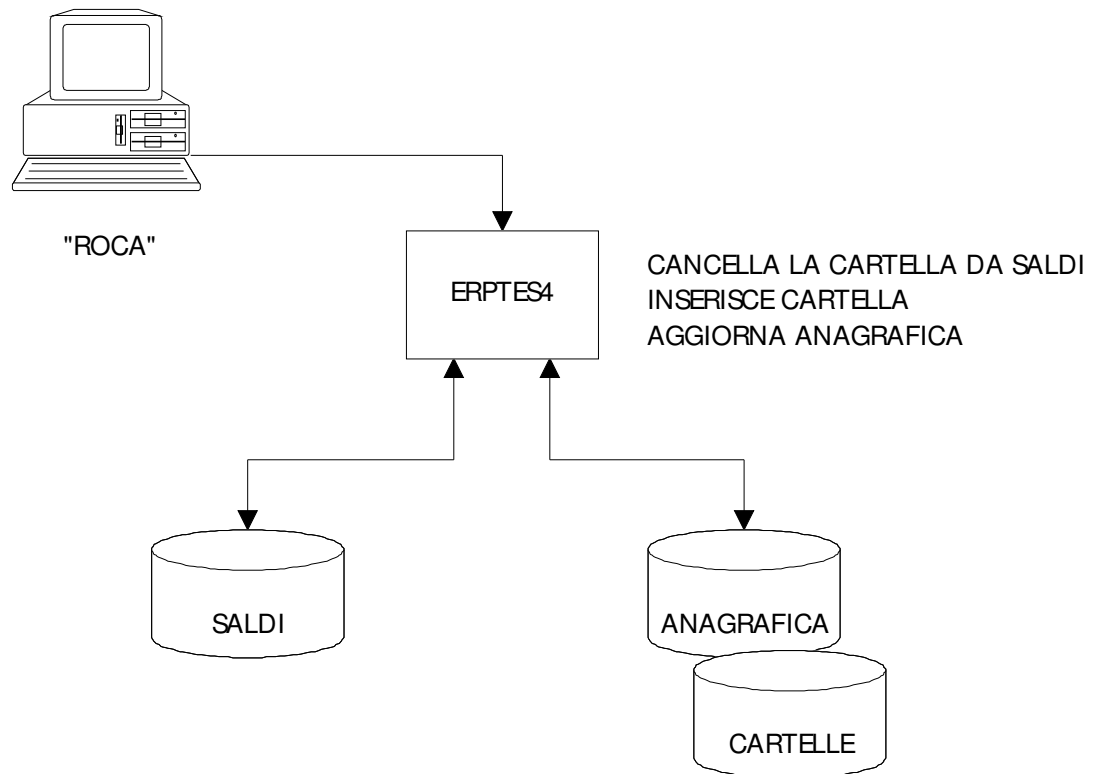 "ROCA"
ERPTES4
CANCELLA LA CARTELLA DA SALDI
INSERISCE CARTELLA
AGGIORNA ANAGRAFICA
SALDI
ANAGRAFICA
CARTELLE